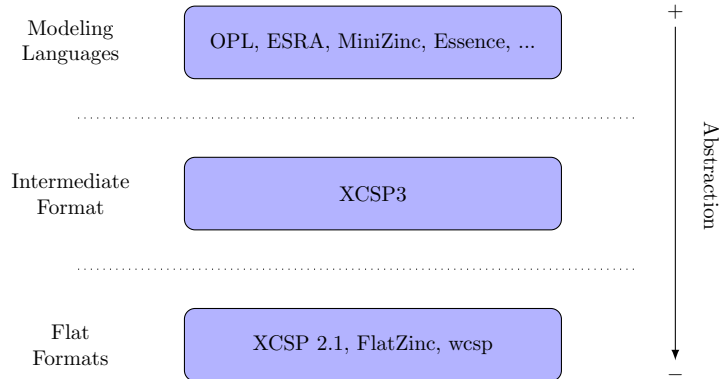 +
Modeling
Languages
OPL, ESRA, MiniZinc, Essence, ...
Abstraction
Intermediate
Format
XCSP3
Flat
Formats
XCSP 2.1, FlatZinc, wcsp
−